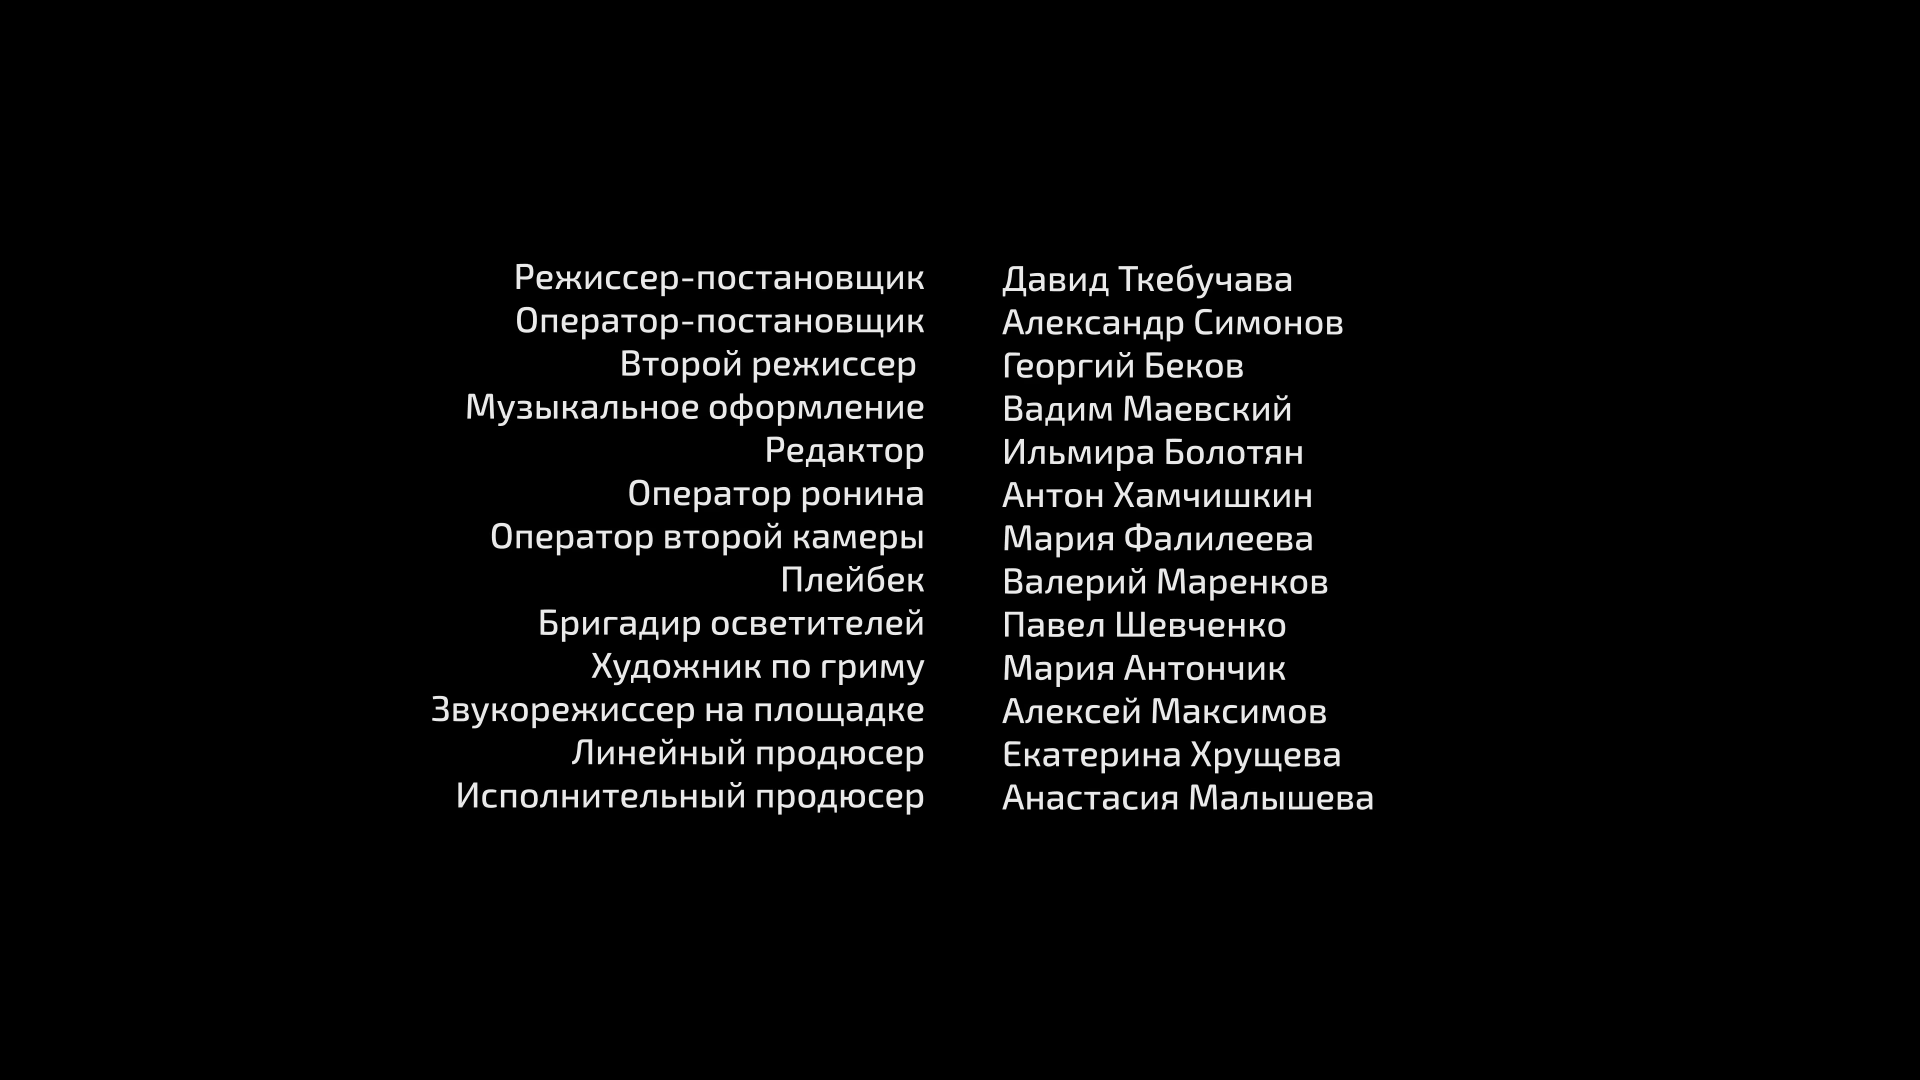 Режиссер-постановщик Давид Ткебучава
Оператор-постановщик Александр Симонов
Второй режиссер Георгий Беков
Музыкальное оформление Вадим Маевский
Редактор Ильмира Болотян
Оператор ронина Антон Хамчишкин
Оператор второй камеры Мария Фалилеева
Плейбек Валерий Маренков
Бригадир осветителей Павел Шевченко
Художник по гриму Мария Антончик
Звукорежиссер на площадке Алексей Максимов
Линейный продюсер Екатерина Хрущева
Исполнительный продюсер Анастасия Малышева